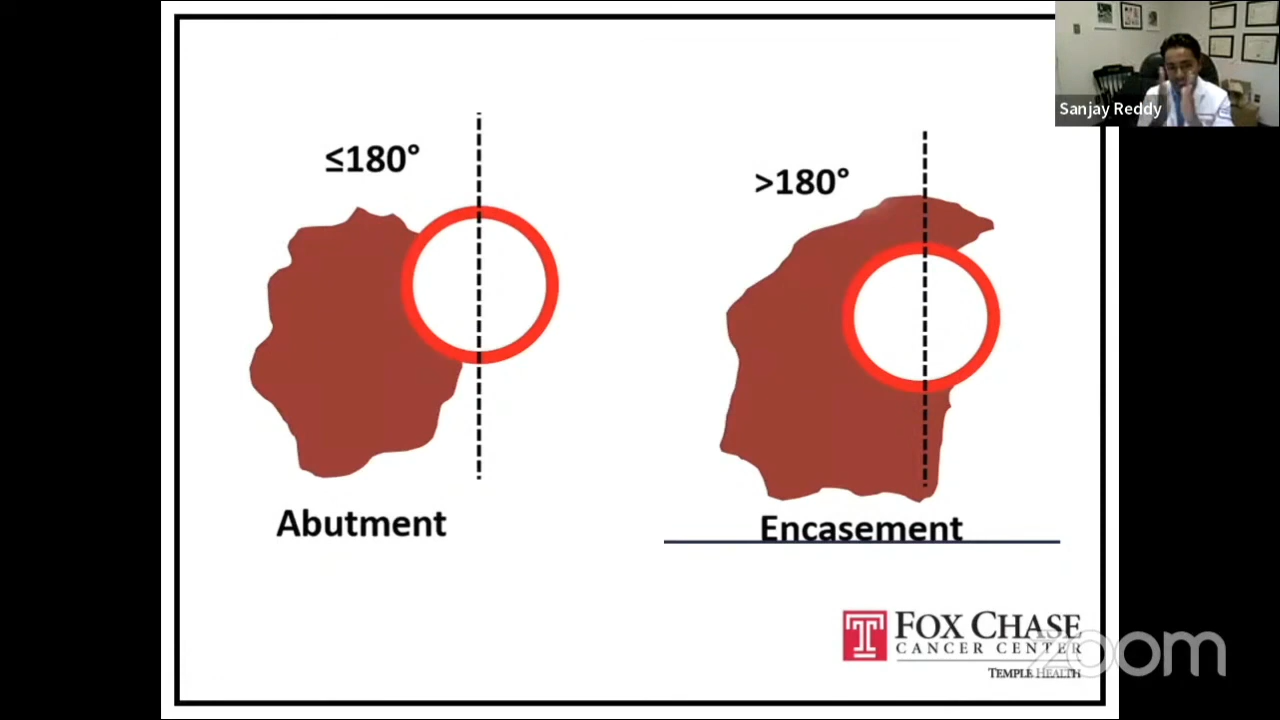 Sanjay Reddy
≤180°
>180°
Abutment
Encasement
FOX CHASE
CANCER CENTER
TEMPLE HEALTH
zoom